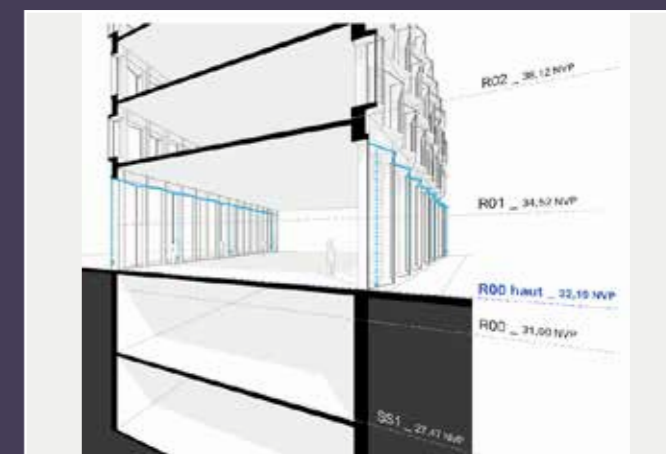 R02 _ 38,12 NVP
R01 _ 34,52 NVP
R00 haut _ 32,19 NVP
R00 _ 31,00 NVP
SS1 _ 27,47 NVP